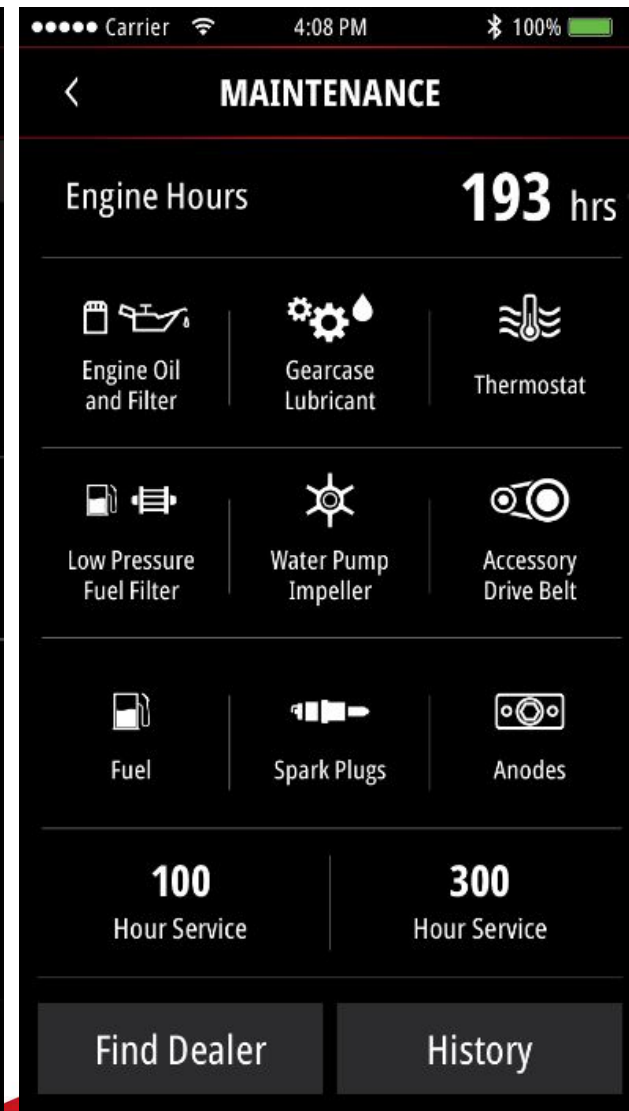 Carrier 4:08 PM 100%
MAINTENANCE
Engine Hours 193 hrs
Engine Oil and Filter
Gearcase Lubricant
Thermostat
Low Pressure Fuel Filter
Water Pump Impeller
Accessory Drive Belt
Fuel
Spark Plugs
Anodes
100 Hour Service
300 Hour Service
Find Dealer
History